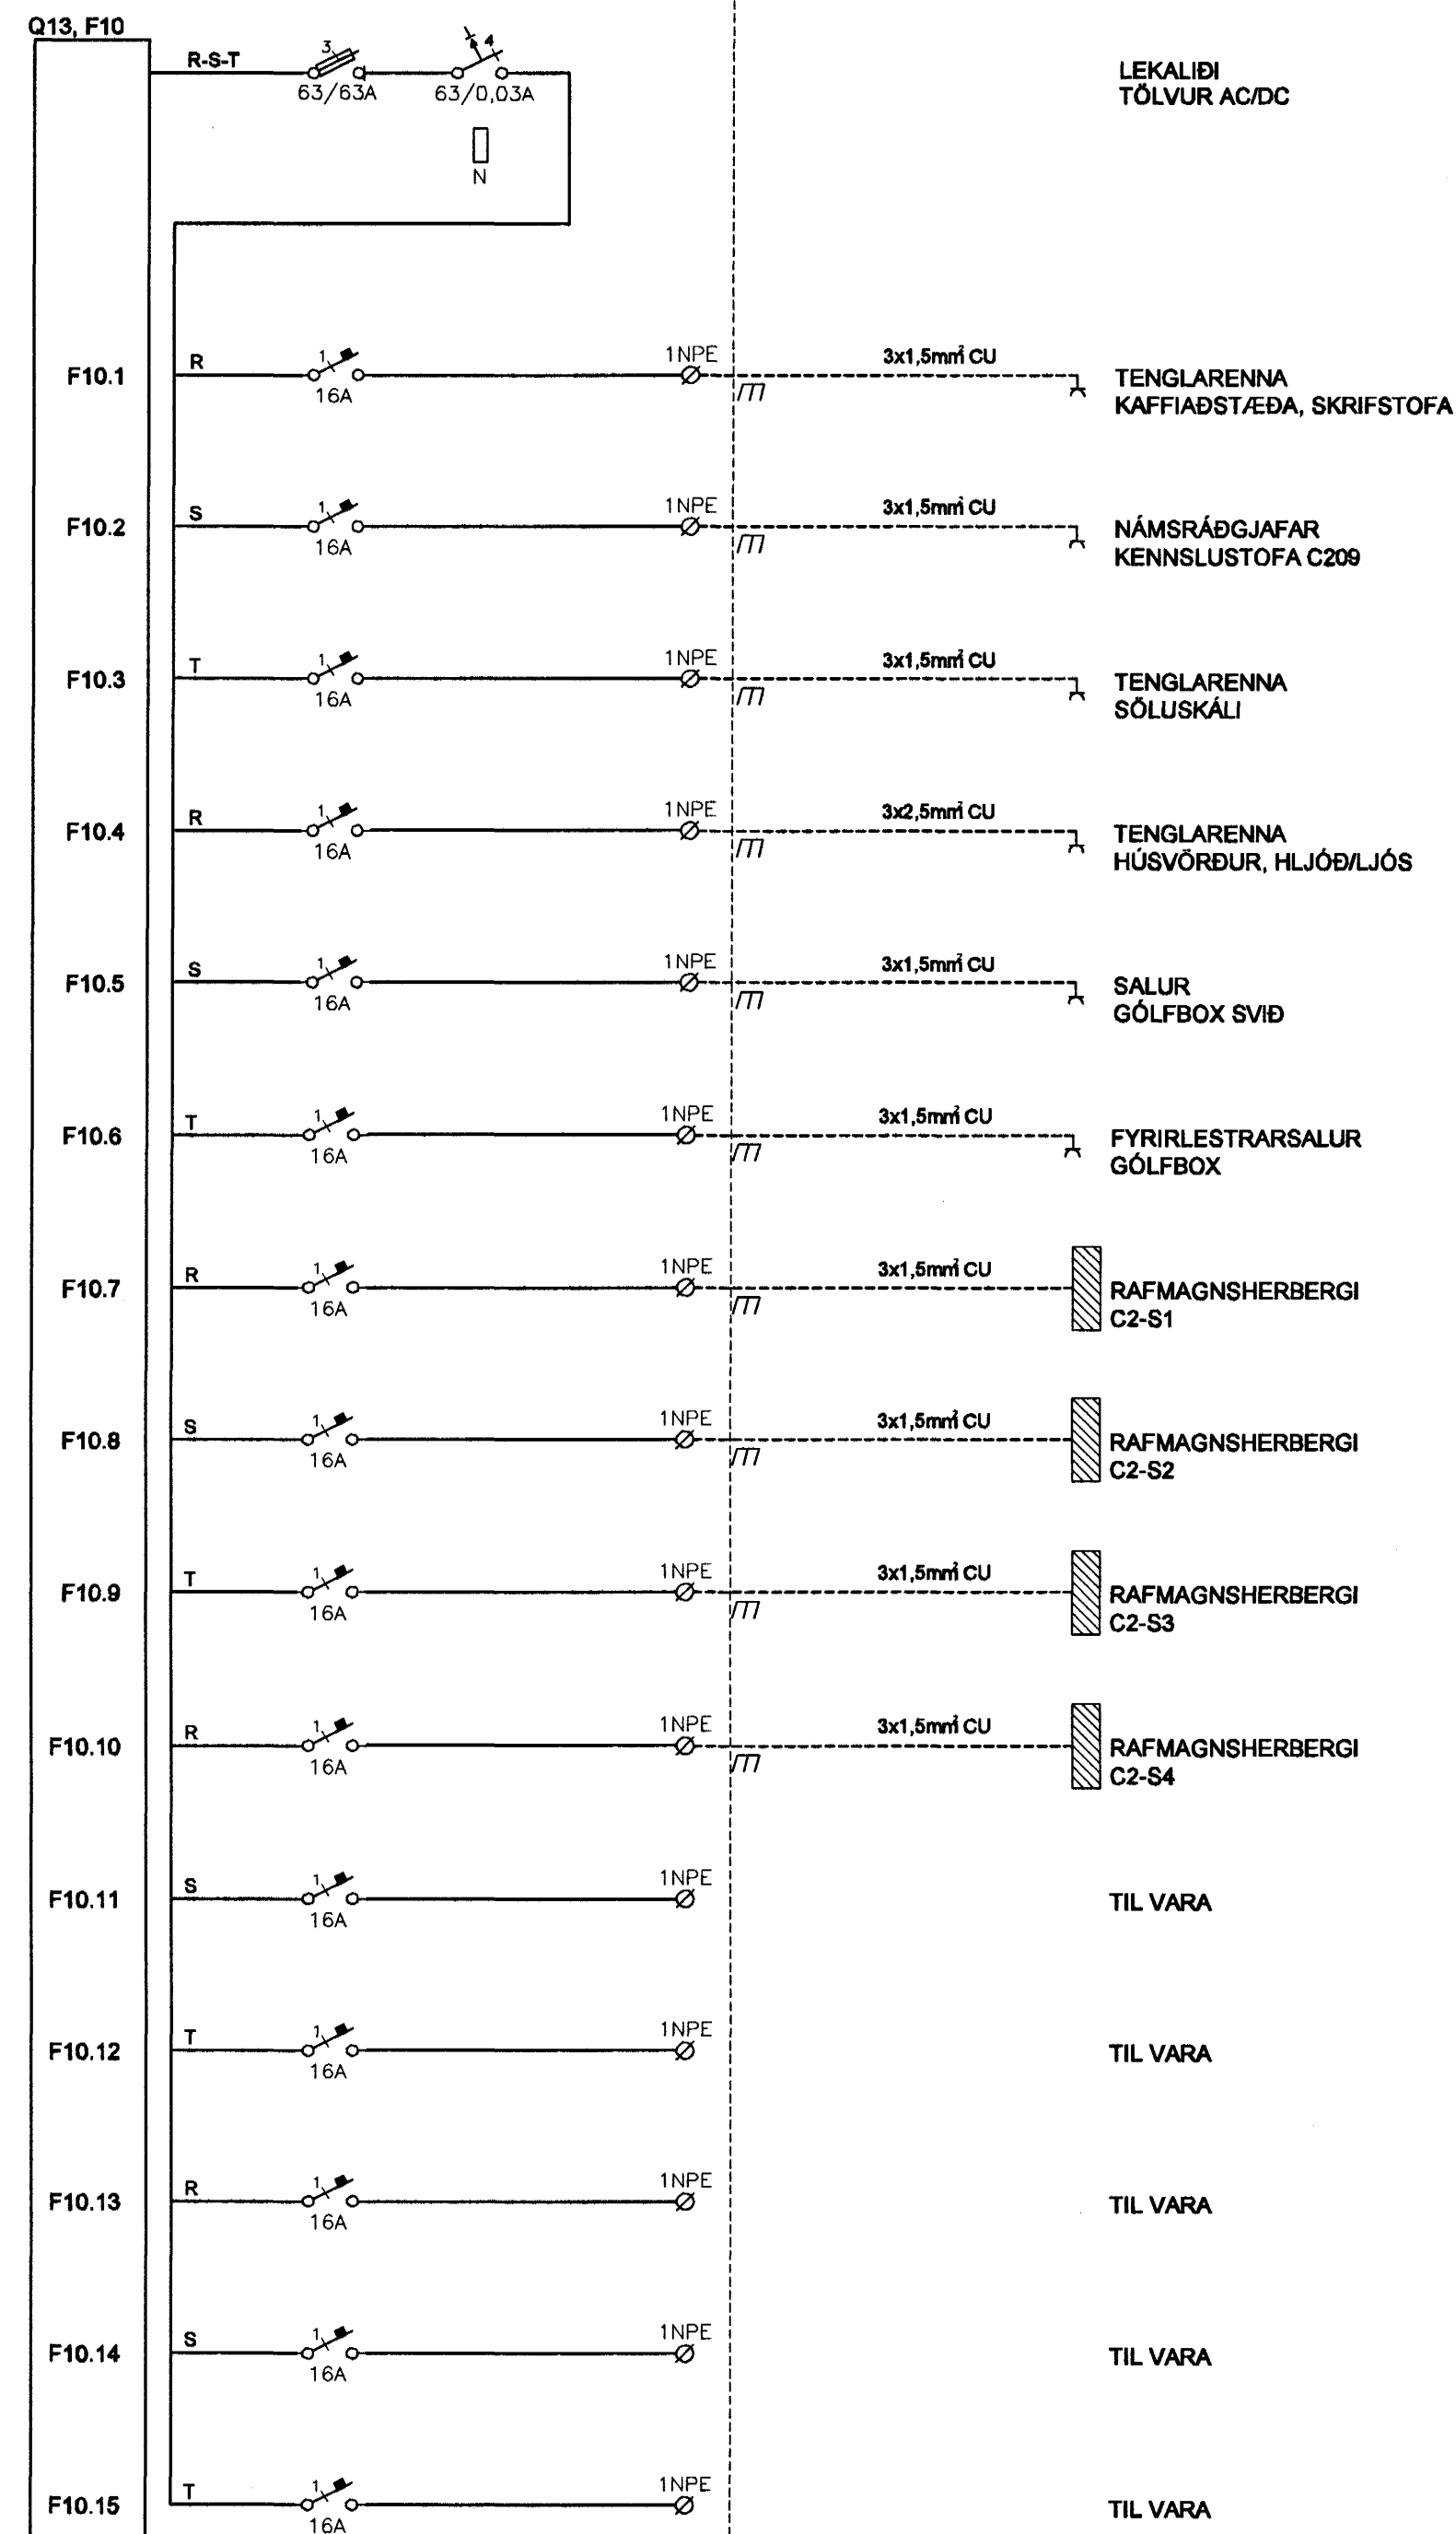 Q13, F10
R-S-T
3
4
63/63A
63/0,03A
LEKALIÐI
TÖLVUR AC/DC
N
F10.1
R
1
16A
1NPE
3x1,5mm² CU
TENGLARENNA
KAFFIAÐSTÆÐA, SKRIFSTOFA
F10.2
S
1
16A
1NPE
3x1,5mm² CU
NÁMSRÁÐGJAFAR
KENNSLUSTOFA C209
F10.3
T
1
16A
1NPE
3x1,5mm² CU
TENGLARENNA
SÖLUSKÁLI
F10.4
R
1
16A
1NPE
3x2,5mm² CU
TENGLARENNA
HÚSVÖRÐUR, HLJÓÐ/LJÓS
F10.5
S
1
16A
1NPE
3x1,5mm² CU
SALUR
GÓLFBOX SVIÐ
F10.6
T
1
16A
1NPE
3x1,5mm² CU
FYRIRLESTRARSALUR
GÓLFBOX
F10.7
R
1
16A
1NPE
3x1,5mm² CU
RAFMAGNSHERBERGI
C2-S1
F10.8
S
1
16A
1NPE
3x1,5mm² CU
RAFMAGNSHERBERGI
C2-S2
F10.9
T
1
16A
1NPE
3x1,5mm² CU
RAFMAGNSHERBERGI
C2-S3
F10.10
R
1
16A
1NPE
3x1,5mm² CU
RAFMAGNSHERBERGI
C2-S4
F10.11
S
1
16A
1NPE
TIL VARA
F10.12
T
1
16A
1NPE
TIL VARA
F10.13
R
1
16A
1NPE
TIL VARA
F10.14
S
1
16A
1NPE
TIL VARA
F10.15
T
1
16A
1NPE
TIL VARA